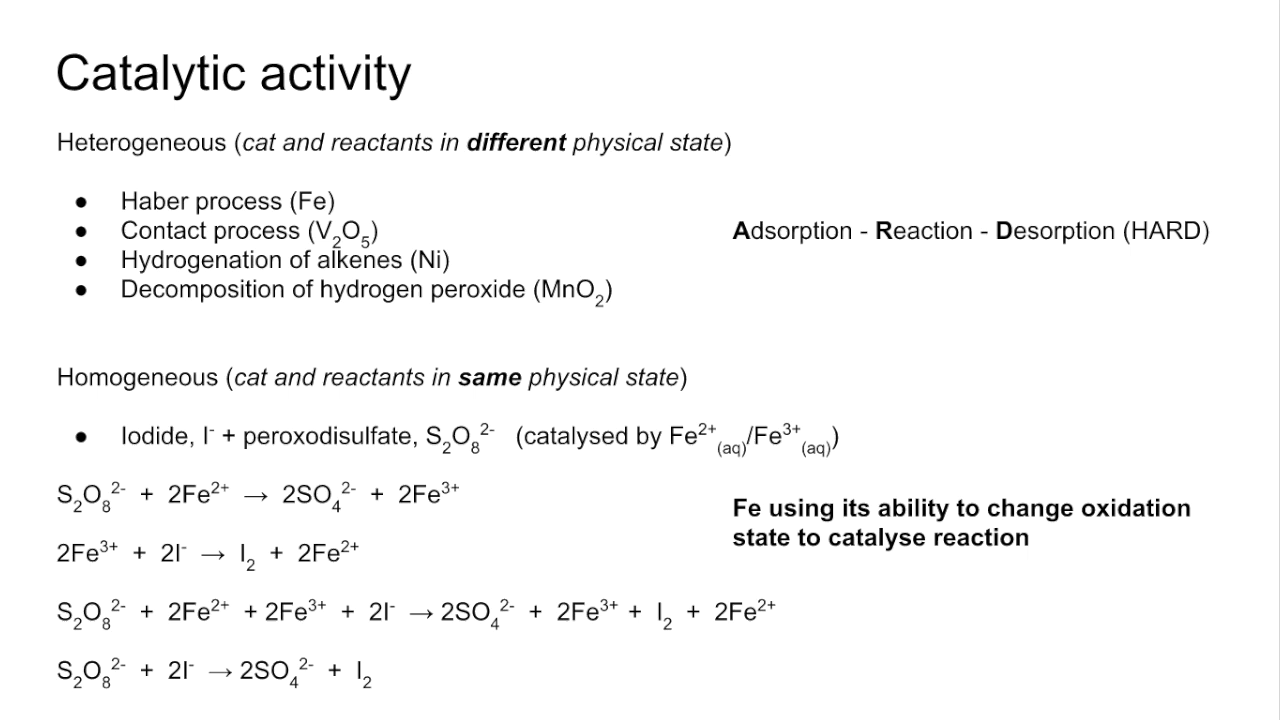 Catalytic activity
Heterogeneous (cat and reactants in different physical state)
● Haber process (Fe)
● Contact process (V₂O₅)
● Hydrogenation of alkenes (Ni)
● Decomposition of hydrogen peroxide (MnO₂)
Adsorption - Reaction - Desorption (HARD)
Homogeneous (cat and reactants in same physical state)
● Iodide, I⁻ + peroxodisulfate, S₂O₈²⁻ (catalysed by Fe²⁺₍aq₎/Fe³⁺₍aq₎)
S₂O₈²⁻ + 2Fe²⁺ → 2SO₄²⁻ + 2Fe³⁺
2Fe³⁺ + 2I⁻ → I₂ + 2Fe²⁺
Fe using its ability to change oxidation
state to catalyse reaction
S₂O₈²⁻ + 2Fe²⁺ + 2Fe³⁺ + 2I⁻ → 2SO₄²⁻ + 2Fe³⁺ + I₂ + 2Fe²⁺
S₂O₈²⁻ + 2I⁻ → 2SO₄²⁻ + I₂